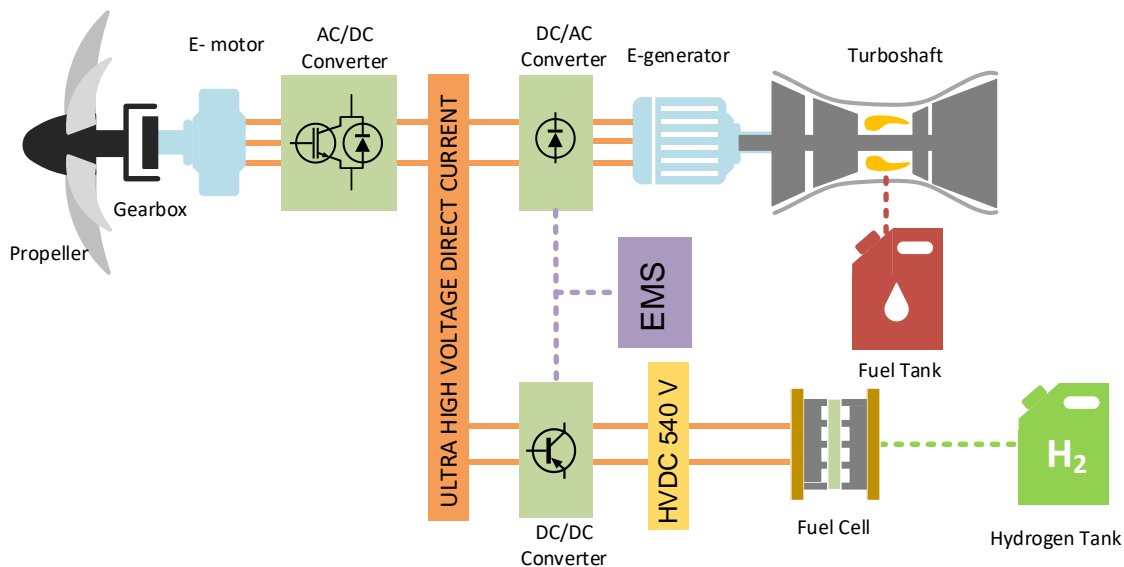 E- motor
AC/DC
Converter
DC/AC
Converter
E-generator
Turboshaft
Gearbox
Propeller
ULTRA HIGH VOLTAGE DIRECT CURRENT
EMS
Fuel Tank
HVDC 540 V
H2
DC/DC
Converter
Fuel Cell
Hydrogen Tank